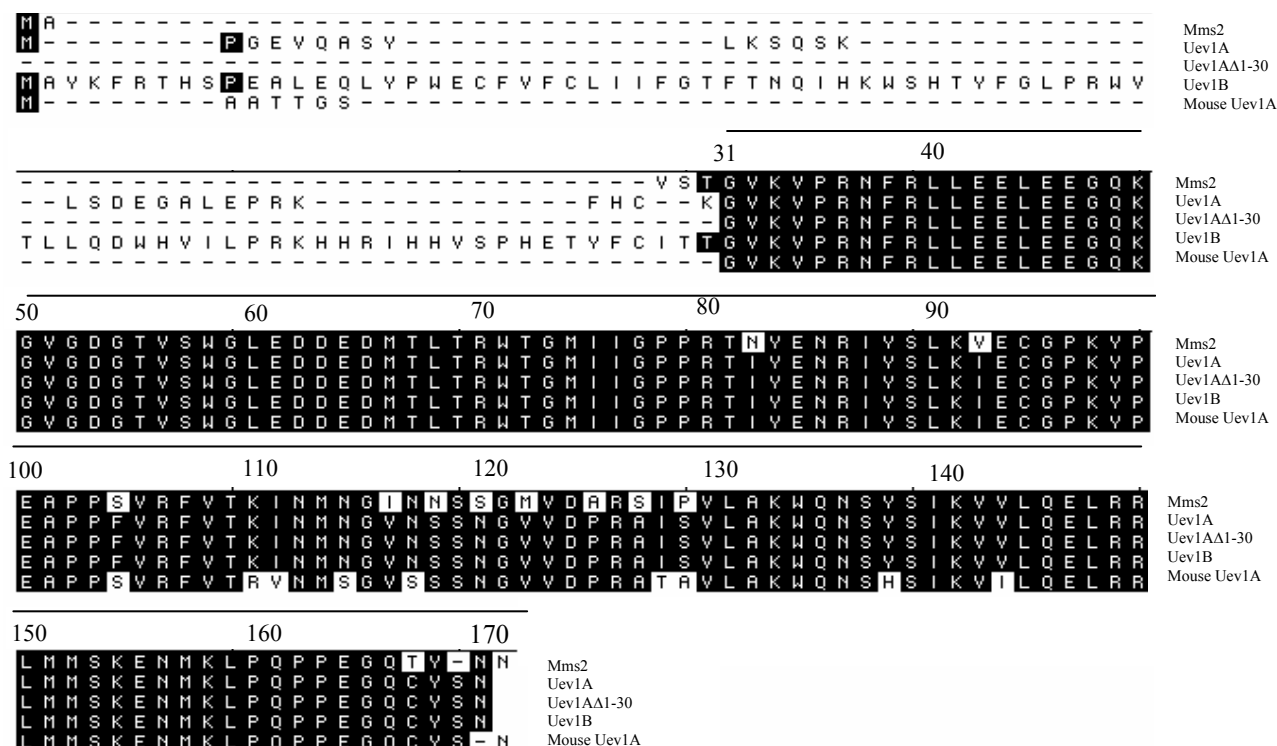 M A - - - - - - - - - - - - - - - - - - - - - - - - - - - - - - - - - - - - - - - - - - - - - - - - Mms2
M - - - - - - - - P G E V Q A S Y - - - - - - - - - - - - - - L K S Q S K - - - - - - - - - - - - - Uev1A
- - - - - - - - - - - - - - - - - - - - - - - - - - - - - - - - - - - - - - - - - - - - - - - - - - Uev1AΔ1-30
M A Y K F R T H S P E A L E Q L Y P W E C F V F C L I I F G T F T N Q I H K W S H T Y F G L P R W V Uev1B
M - - - - - - - - A A T T G S - - - - - - - - - - - - - - - - - - - - - - - - - - - - - - - - - - - Mouse Uev1A
31 40
- - - - - - - - - - - - - - - - - - - - - - - - - - - - V S T G V K V P R N F R L L E E L E E G Q K Mms2
- - L S D E G A L E P R K - - - - - - - - - - - - F H C - - K G V K V P R N F R L L E E L E E G Q K Uev1A
- - - - - - - - - - - - - - - - - - - - - - - - - - - - - - - G V K V P R N F R L L E E L E E G Q K Uev1AΔ1-30
T L L Q D W H V I L P R K H H R I H H V S P H E T Y F C I T T G V K V P R N F R L L E E L E E G Q K Uev1B
- - - - - - - - - - - - - - - - - - - - - - - - - - - - - - - G V K V P R N F R L L E E L E E G Q K Mouse Uev1A
50 60 70 80 90
G V G D G T V S W G L E D D E D M T L T R W T G M I I G P P R T N Y E N R I Y S L K V E C G P K Y P Mms2
G V G D G T V S W G L E D D E D M T L T R W T G M I I G P P R T I Y E N R I Y S L K I E C G P K Y P Uev1A
G V G D G T V S W G L E D D E D M T L T R W T G M I I G P P R T I Y E N R I Y S L K I E C G P K Y P Uev1AΔ1-30
G V G D G T V S W G L E D D E D M T L T R W T G M I I G P P R T I Y E N R I Y S L K I E C G P K Y P Uev1B
G V G D G T V S W G L E D D E D M T L T R W T G M I I G P P R T I Y E N R I Y S L K I E C G P K Y P Mouse Uev1A
100 110 120 130 140
E A P P S V R F V T K I N M N G I N N S S G M V D A R S I P V L A K W Q N S Y S I K V V L Q E L R R Mms2
E A P P F V R F V T K I N M N G V N S S N G V V D P R A I S V L A K W Q N S Y S I K V V L Q E L R R Uev1A
E A P P F V R F V T K I N M N G V N S S N G V V D P R A I S V L A K W Q N S Y S I K V V L Q E L R R Uev1AΔ1-30
E A P P F V R F V T K I N M N G V N S S N G V V D P R A I S V L A K W Q N S Y S I K V V L Q E L R R Uev1B
E A P P S V R F V T R V N M S G V S S S N G V V D P R A T A V L A K W Q N S H S I K V I L Q E L R R Mouse Uev1A
150 160 170
L M M S K E N M K L P Q P P E G Q T Y - N N Mms2
L M M S K E N M K L P Q P P E G Q C Y S N Uev1A
L M M S K E N M K L P Q P P E G Q C Y S N Uev1AΔ1-30
L M M S K E N M K L P Q P P E G Q C Y S N Uev1B
L M M S K E N M K L P Q P P E G Q C Y S - N Mouse Uev1A